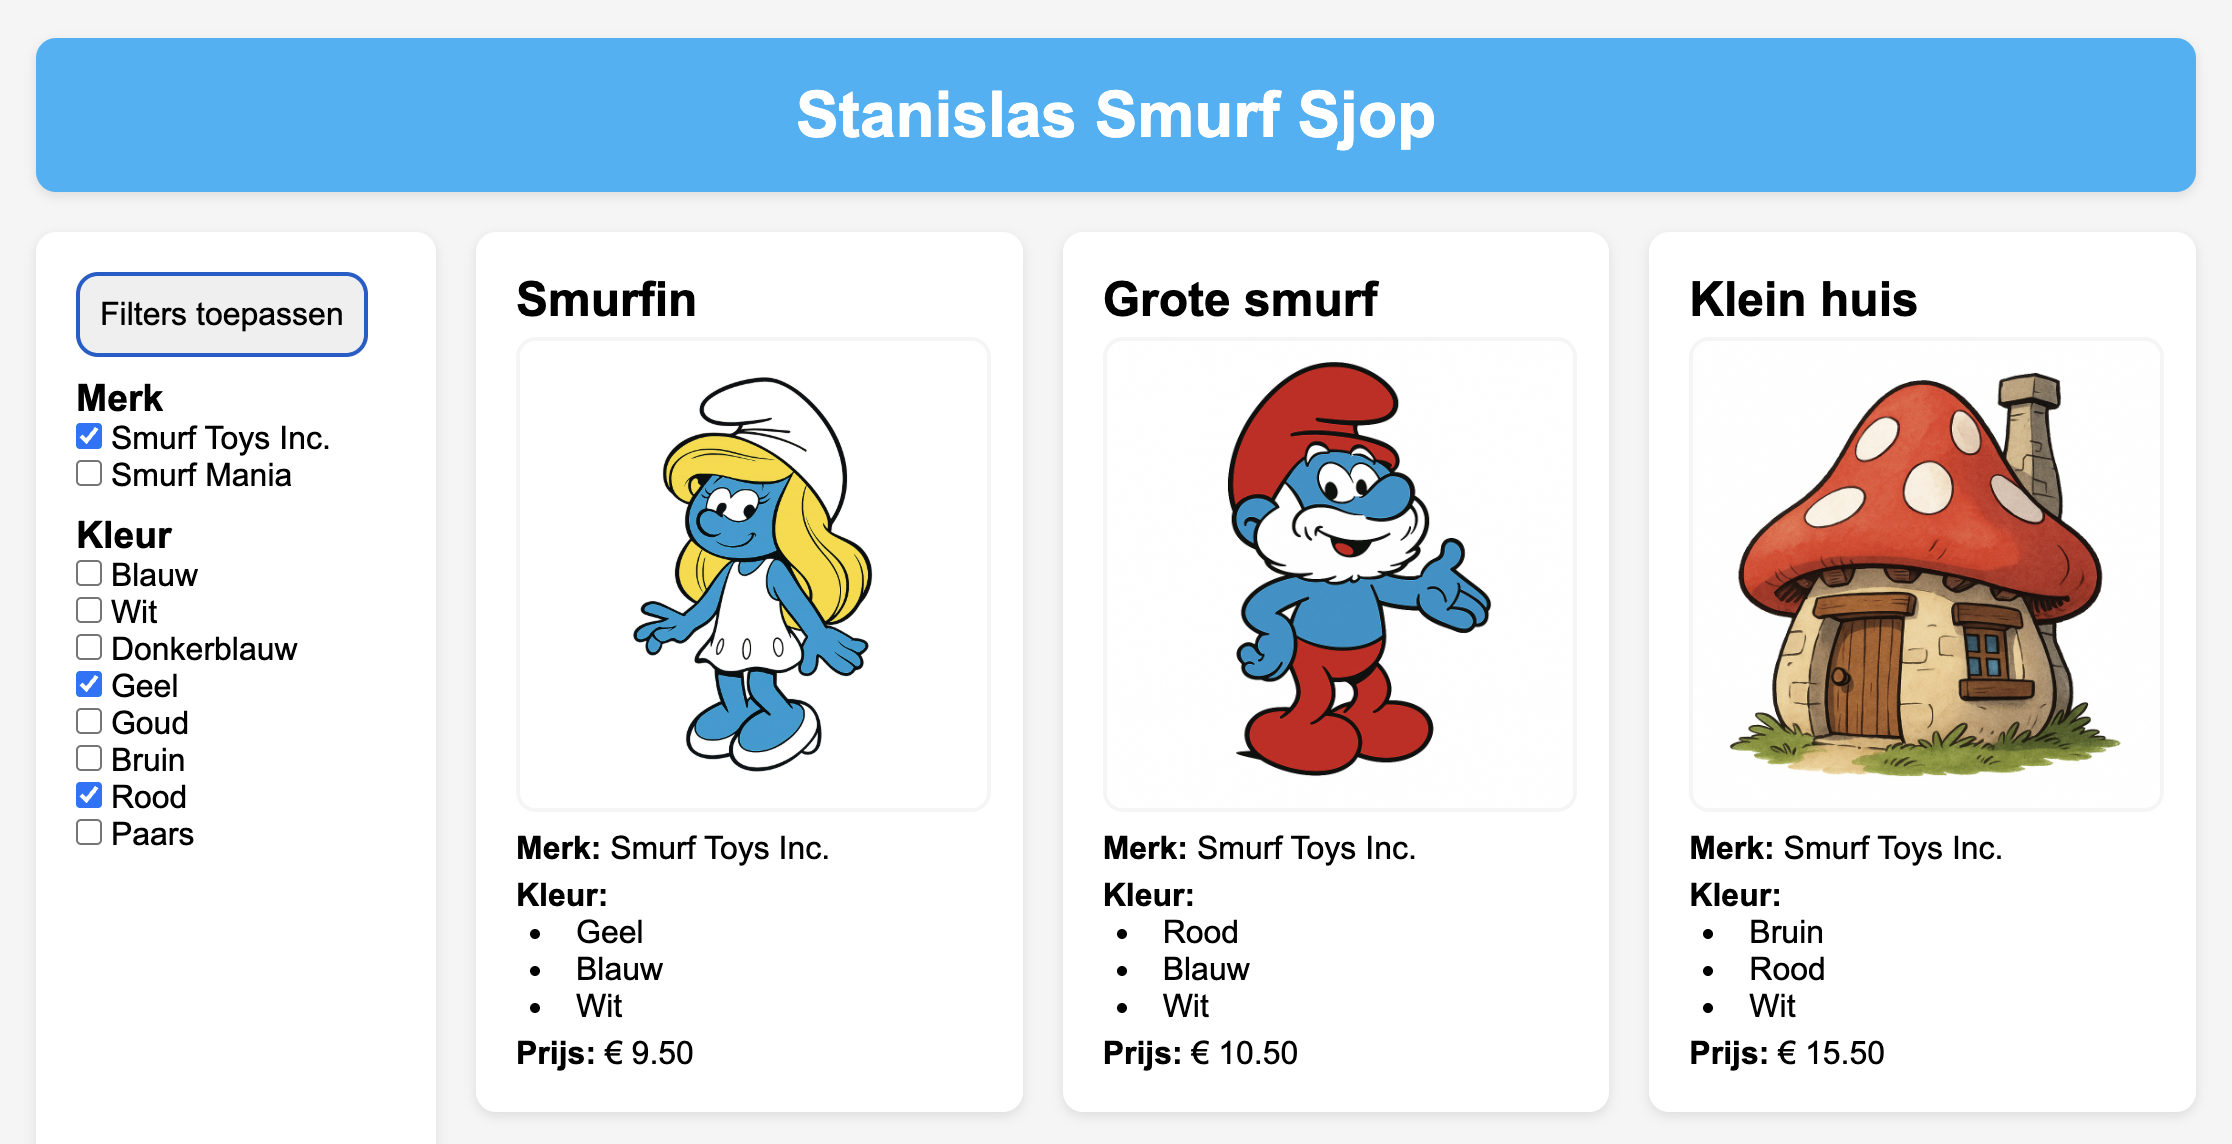 Stanislas Smurf Sjop
Filters toepassen
Merk
Smurf Toys Inc.
Smurf Mania
Kleur
Blauw
Wit
Donkerblauw
Geel
Goud
Bruin
Rood
Paars
Smurfin
Merk: Smurf Toys Inc.
Kleur:
Geel
Blauw
Wit
Prijs: € 9.50
Grote smurf
Merk: Smurf Toys Inc.
Kleur:
Rood
Blauw
Wit
Prijs: € 10.50
Klein huis
Merk: Smurf Toys Inc.
Kleur:
Bruin
Rood
Wit
Prijs: € 15.50